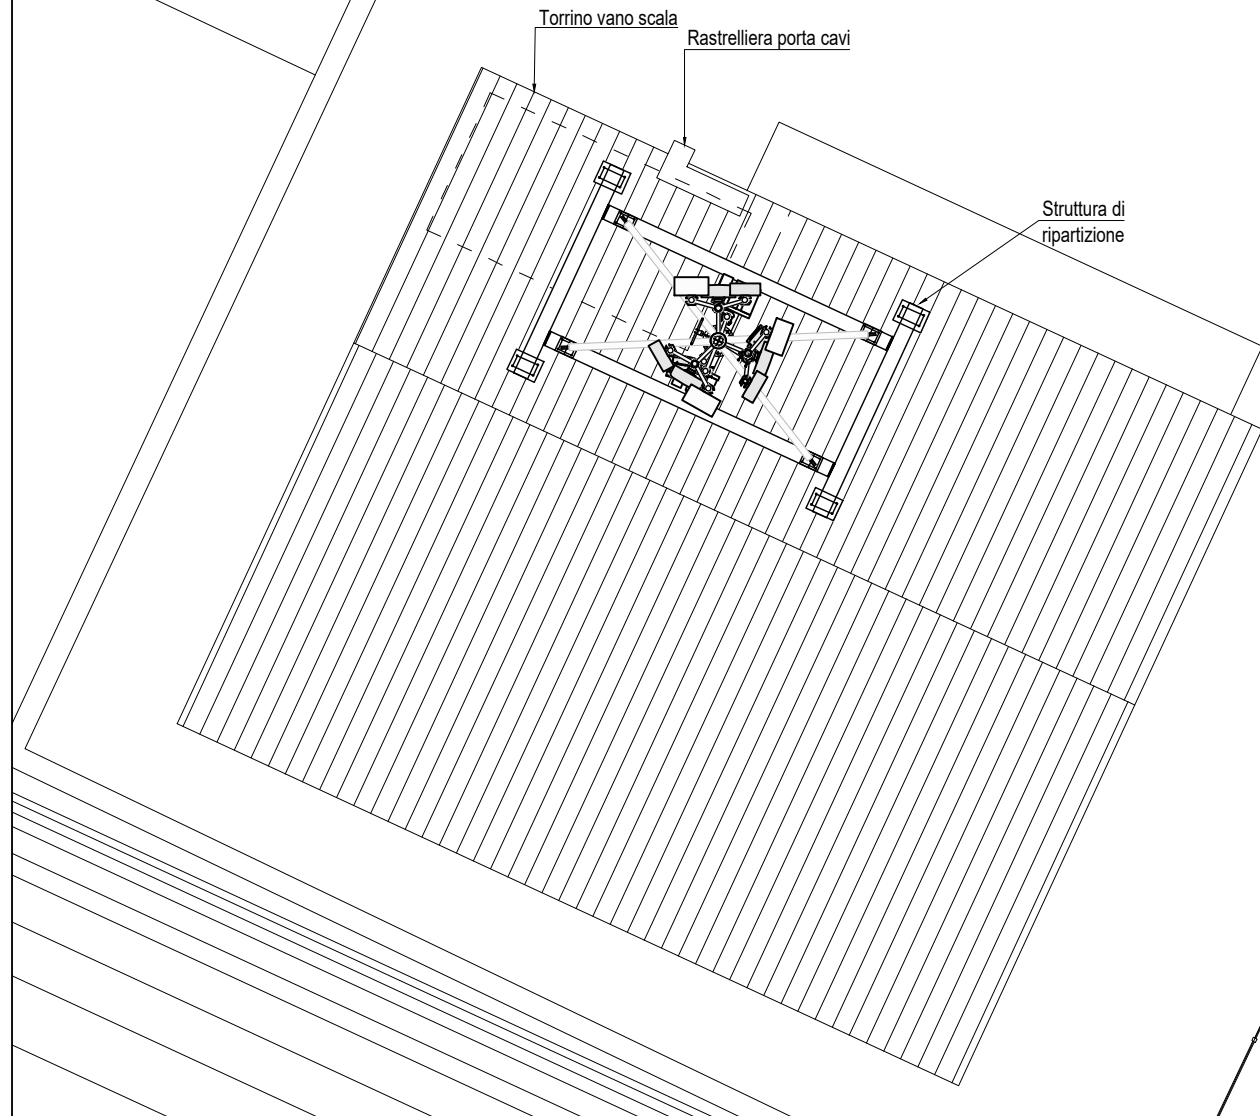 Torrino vano scala
Rastrelliera porta cavi
Struttura di
ripartizione